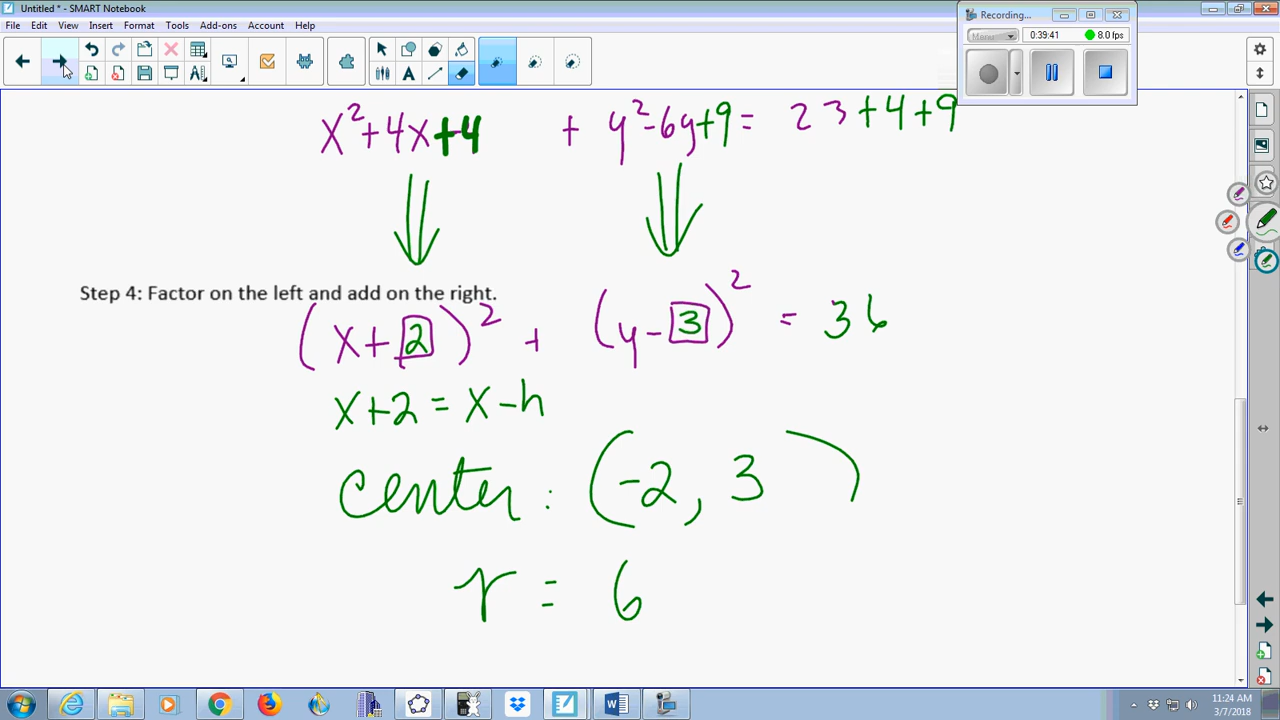 Untitled * - SMART Notebook
File Edit View Insert Format Tools Add-ons Account Help
Recording...
Menu 0:39:41 8.0 fps
x²+4x+4 + y²-6y+9 = 23+4+9
Step 4: Factor on the left and add on the right.
(x+2)² + (y-3)² = 36
x+2 = x-h
center: (-2, 3 )
r = 6
11:24 AM
3/7/2018